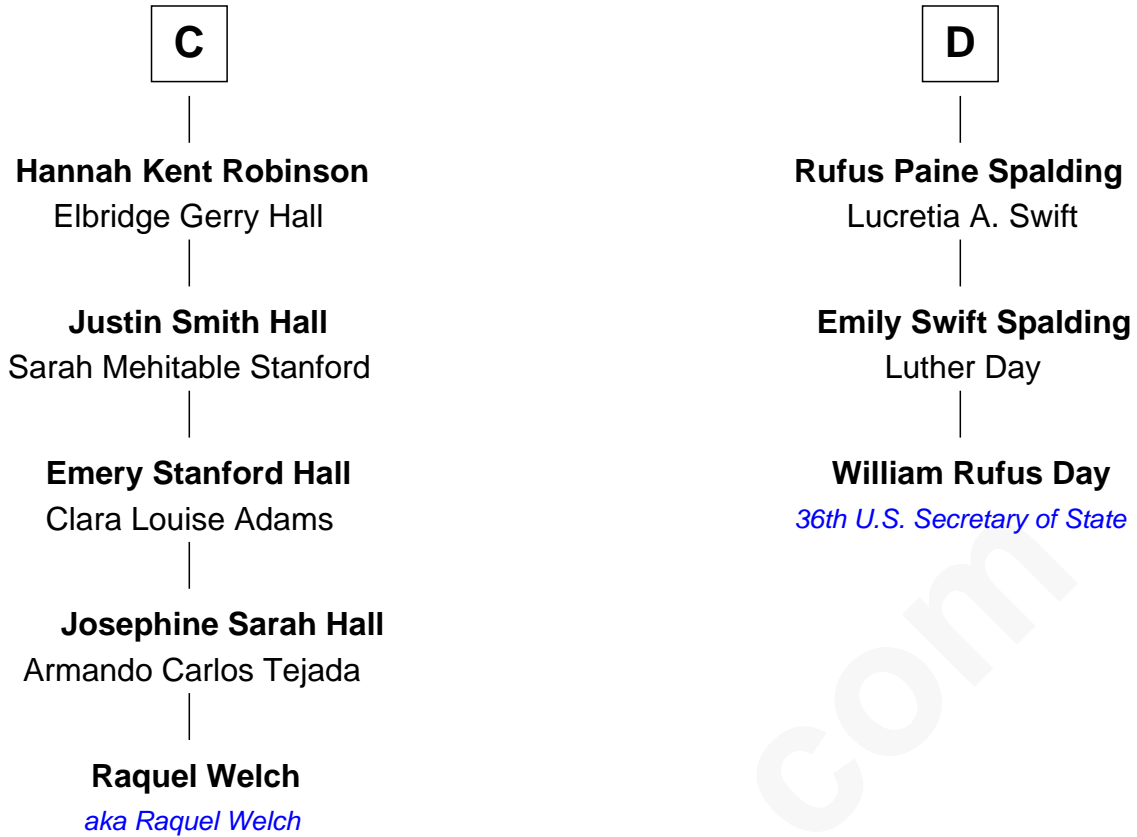 C
Hannah Kent Robinson
Elbridge Gerry Hall
Justin Smith Hall
Sarah Mehitable Stanford
Emery Stanford Hall
Clara Louise Adams
Josephine Sarah Hall
Armando Carlos Tejada
Raquel Welch
aka Raquel Welch
D
Rufus Paine Spalding
Lucretia A. Swift
Emily Swift Spalding
Luther Day
William Rufus Day
36th U.S. Secretary of State
com